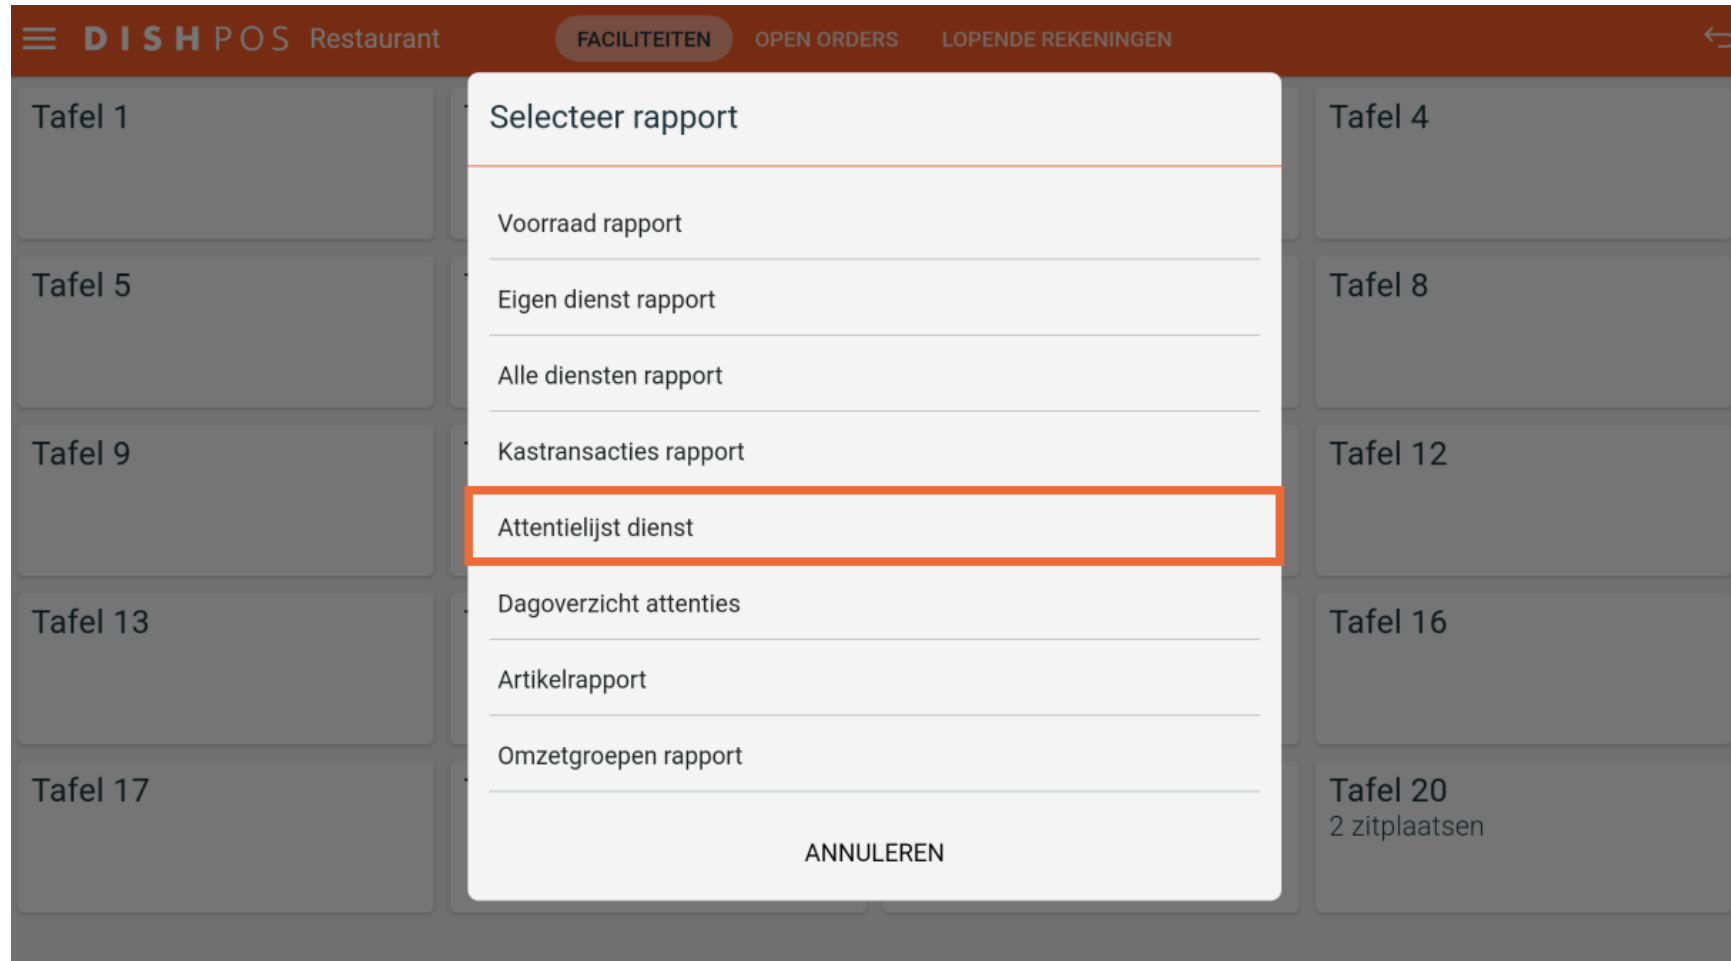 DISH POS Restaurant FACILITEITEN OPEN ORDERS LOPENDE REKENINGEN
Selecteer rapport
Voorraad rapport
Eigen dienst rapport
Alle diensten rapport
Kastransacties rapport
Attentielijst dienst
Dagoverzicht attenties
Artikelrapport
Omzetgroepen rapport
ANNULEREN
Tafel 1
Tafel 4
Tafel 5
Tafel 8
Tafel 9
Tafel 12
Tafel 13
Tafel 16
Tafel 17
Tafel 20
2 zitplaatsen